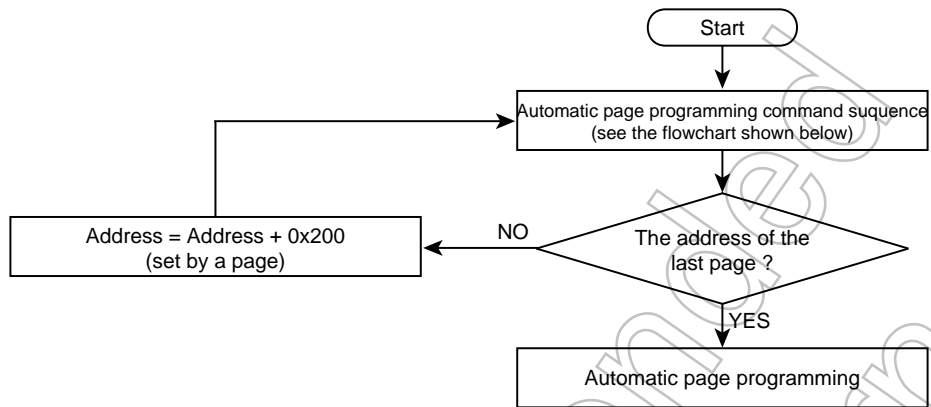 Start
Automatic page programming command suquence
(see the flowchart shown below)
Address = Address + 0x200
(set by a page)
NO
The address of the
last page ?
YES
Automatic page programming